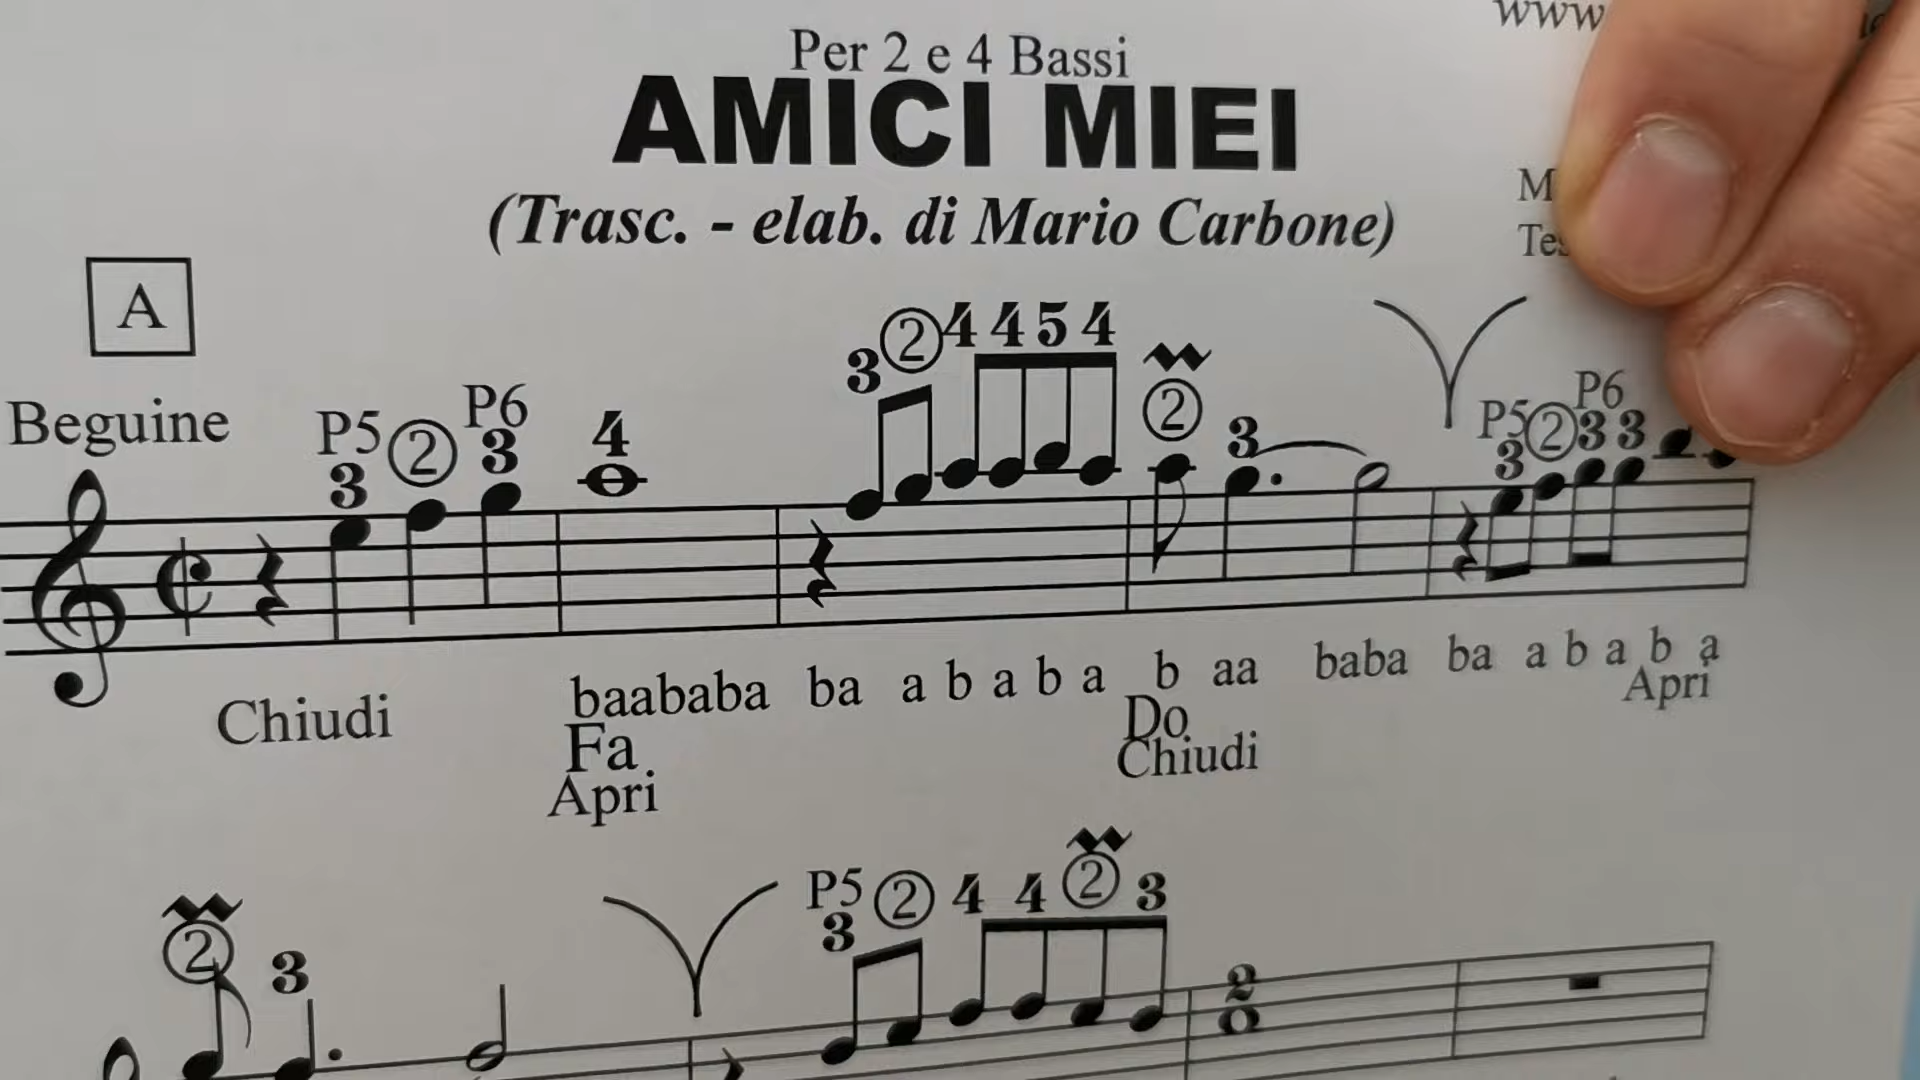 www
Per 2 e 4 Bassi
AMICI MIEI
(Trasc. - elab. di Mario Carbone)
A
Beguine
P5 ② P6
3 3 4
3 ② 4 4 5 4 ② 3
P5 ② P6
3 3 3
Chiudi
baababa ba a b a b a b aa baba ba a b a b a
Fa Do Apri
Apri Chiudi
② 3
P5 ② 4 4 ② 3
3
2